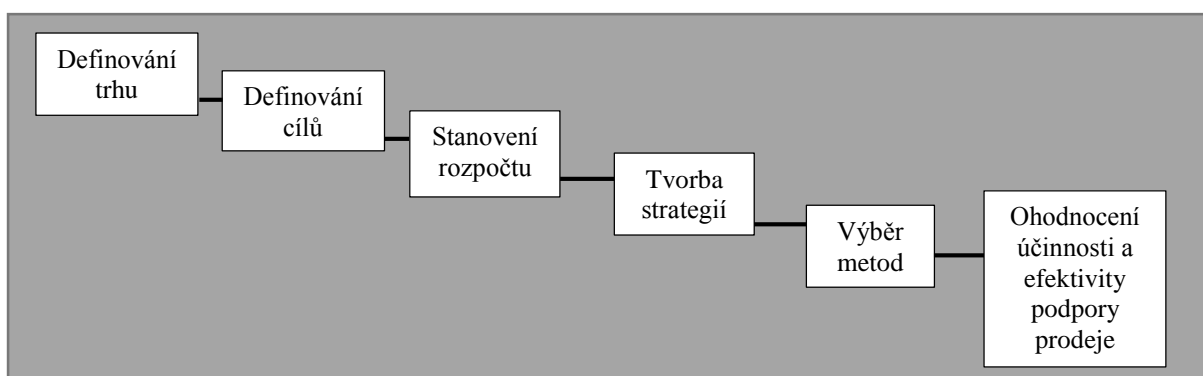 Definování
trhu
Definování
cílů
Stanovení
rozpočtu
Tvorba
strategií
Výběr
metod
Ohodnocení
účinnosti a
efektivity
podpory
prodeje